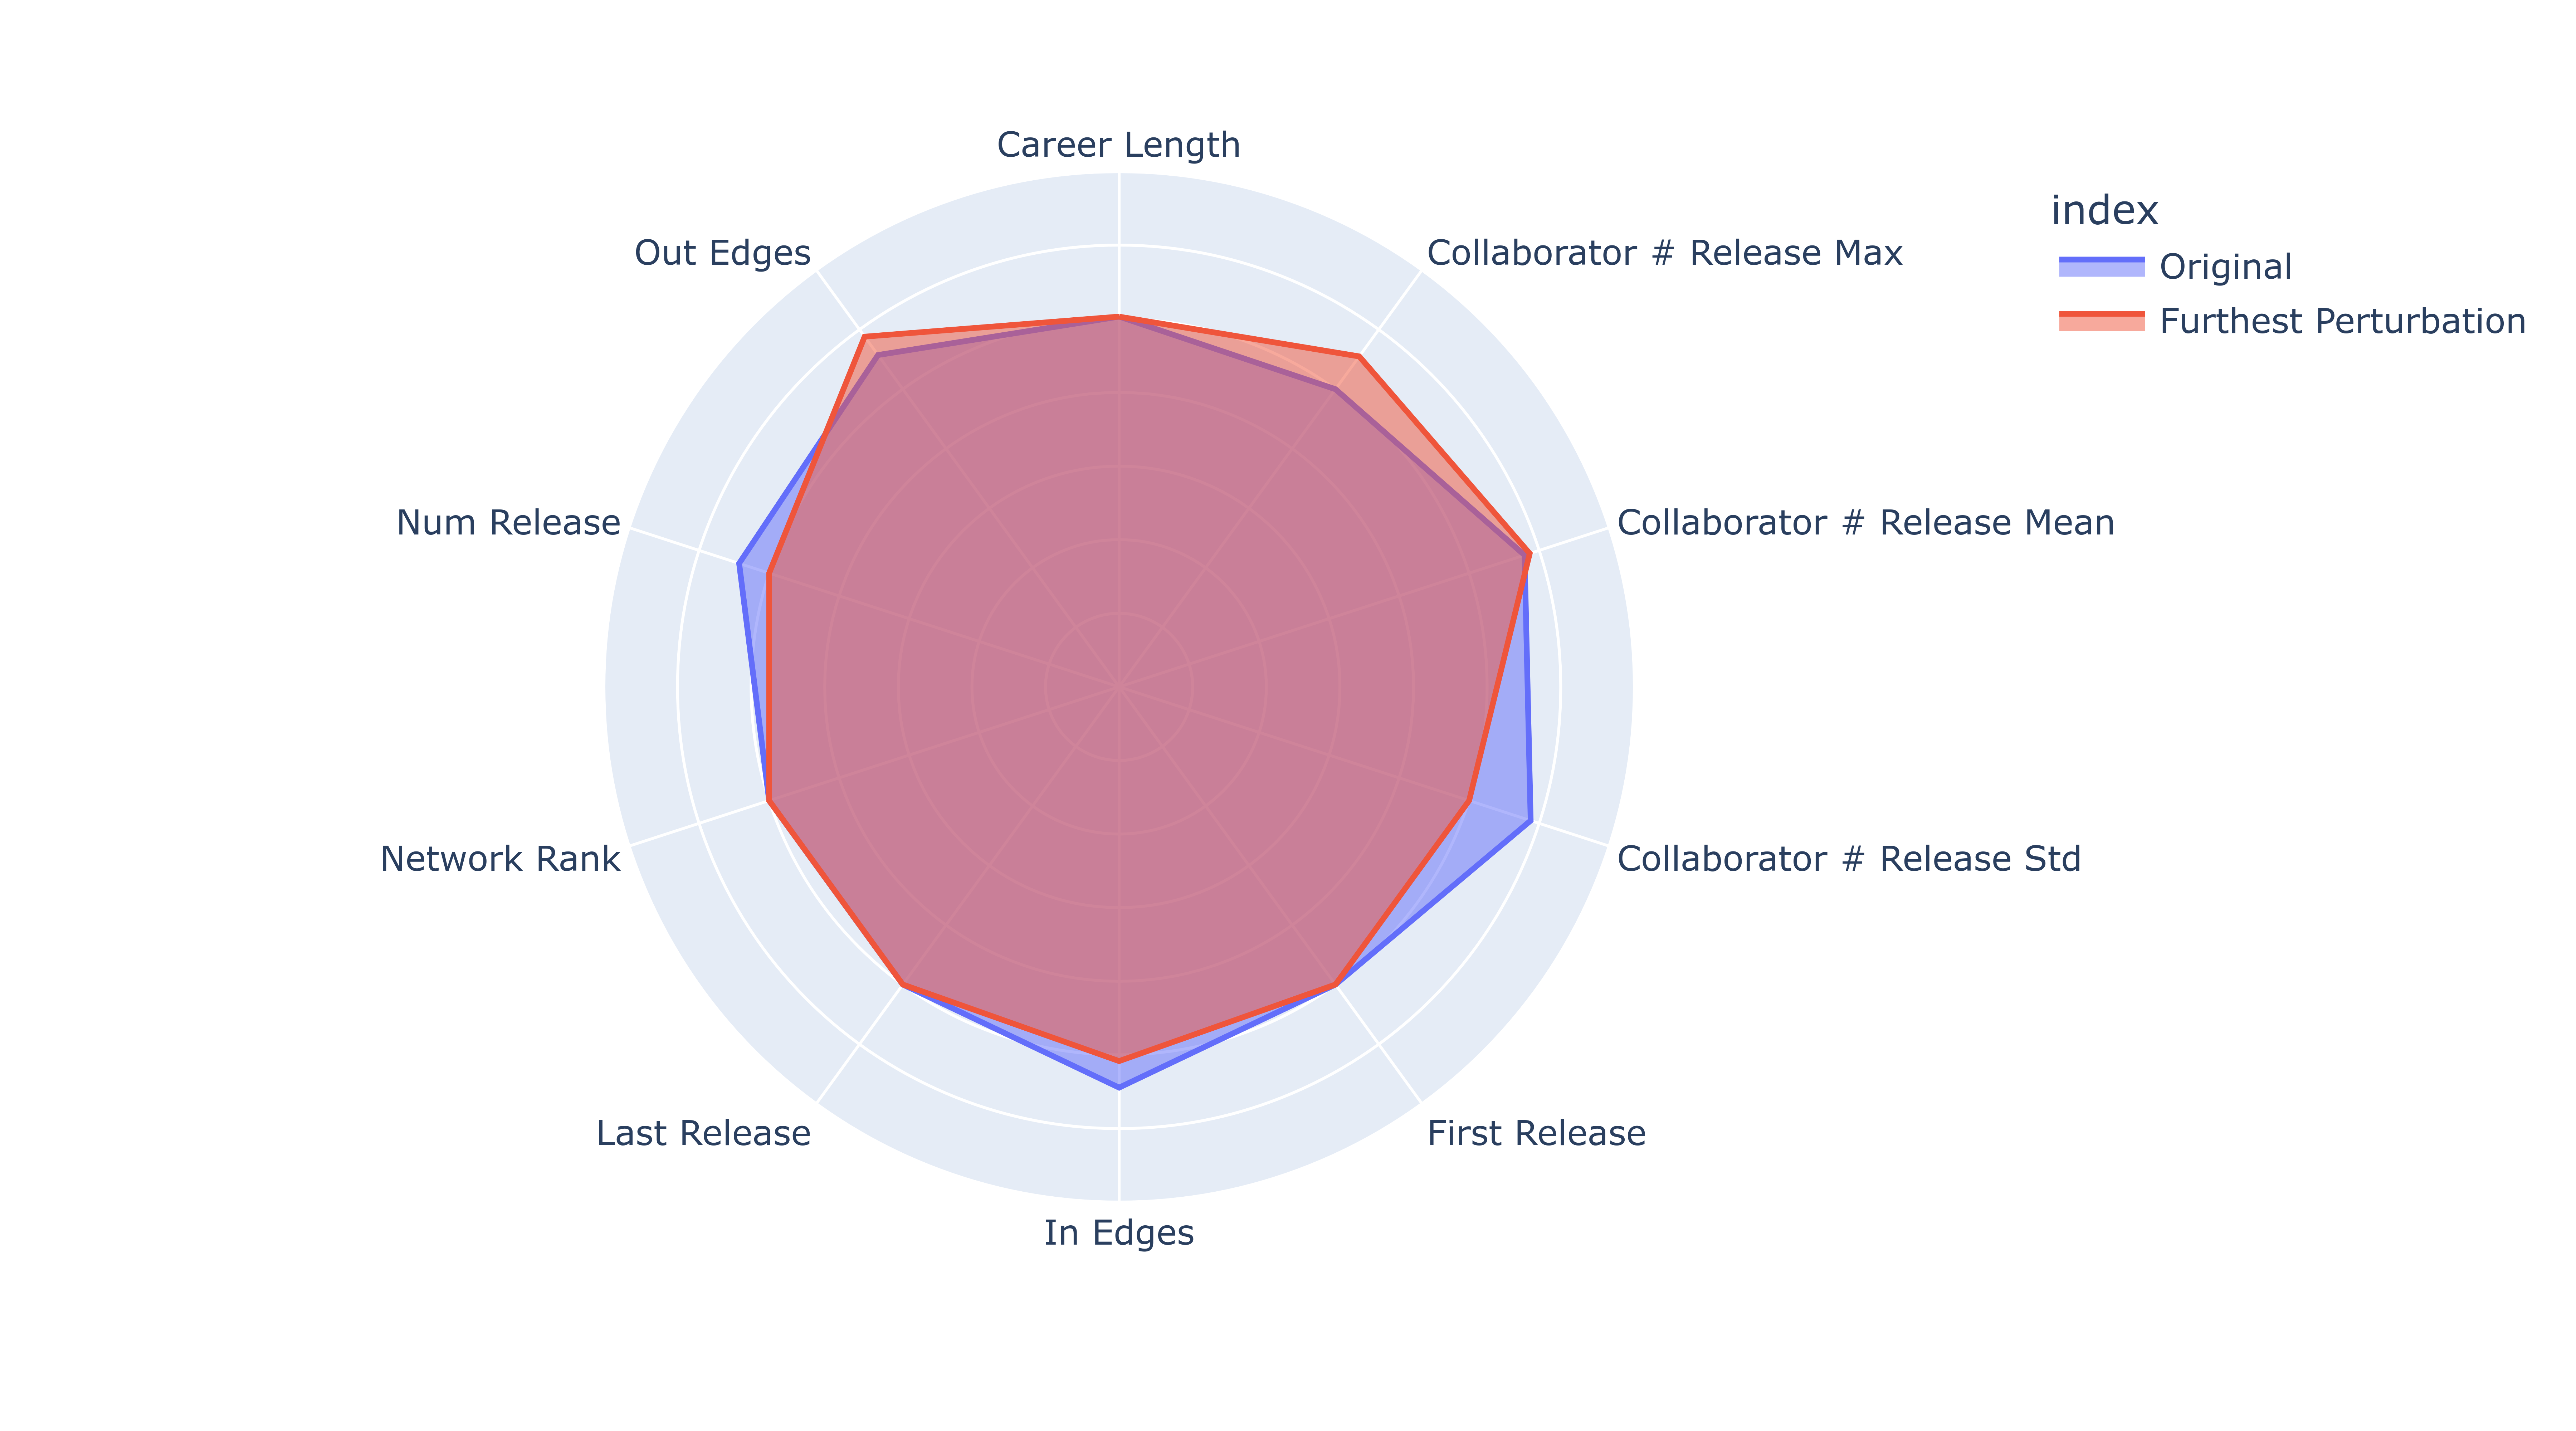 Career Length
Out Edges
Collaborator # Release Max
index
Original
Furthest Perturbation
Num Release
Collaborator # Release Mean
Network Rank
Collaborator # Release Std
Last Release
First Release
In Edges